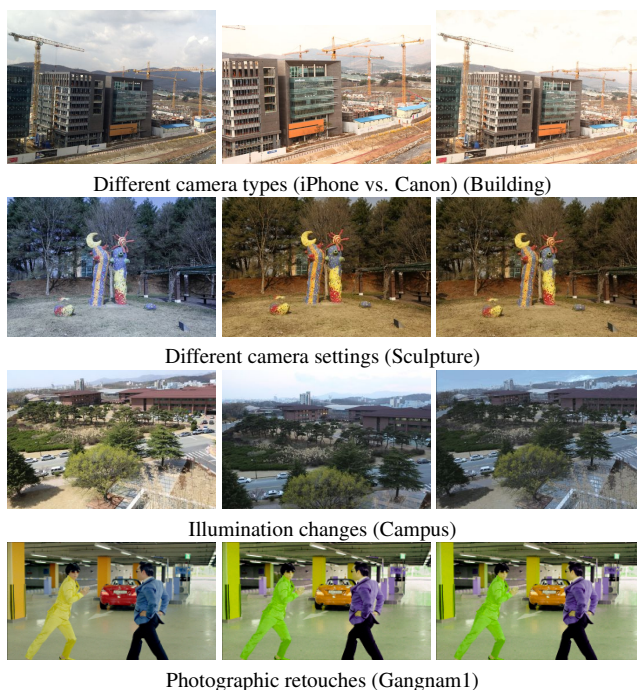 Different camera types (iPhone vs. Canon) (Building)
Different camera settings (Sculpture)
Illumination changes (Campus)
Photographic retouches (Gangnam1)